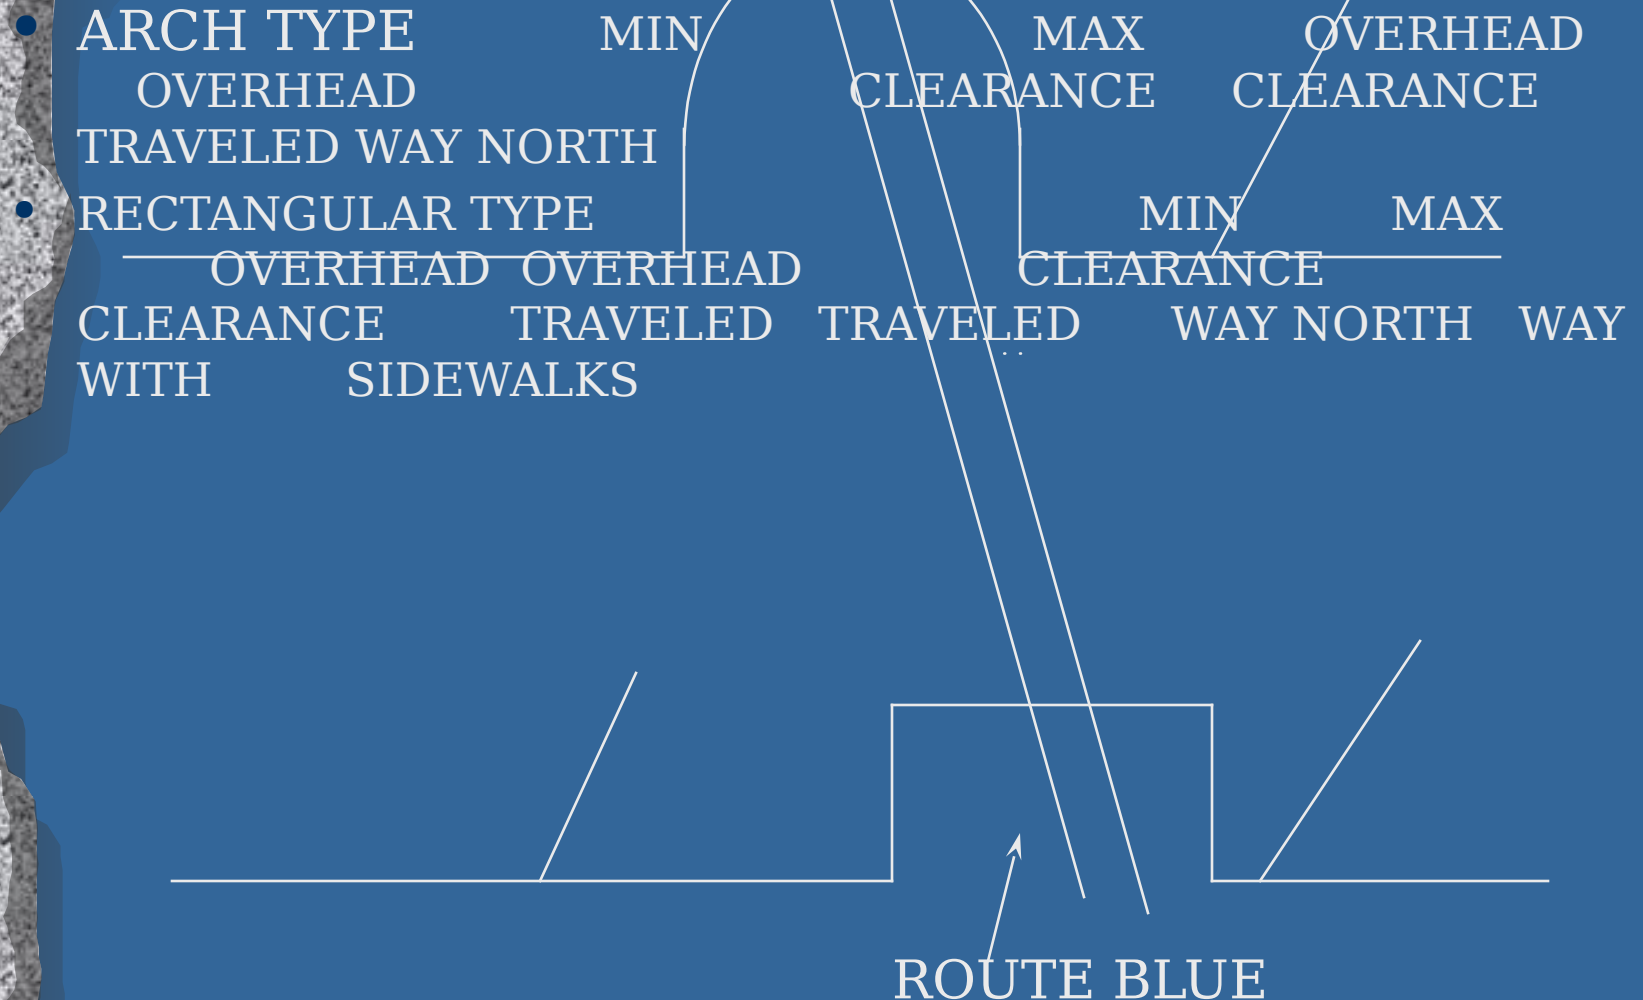 ARCH TYPE MIN MAX OVERHEAD
OVERHEAD CLEARANCE CLEARANCE
TRAVELED WAY NORTH
RECTANGULAR TYPE MIN MAX
OVERHEAD OVERHEAD CLEARANCE
CLEARANCE TRAVELED TRAVELED WAY NORTH WAY
WITH SIDEWALKS
ROUTE BLUE